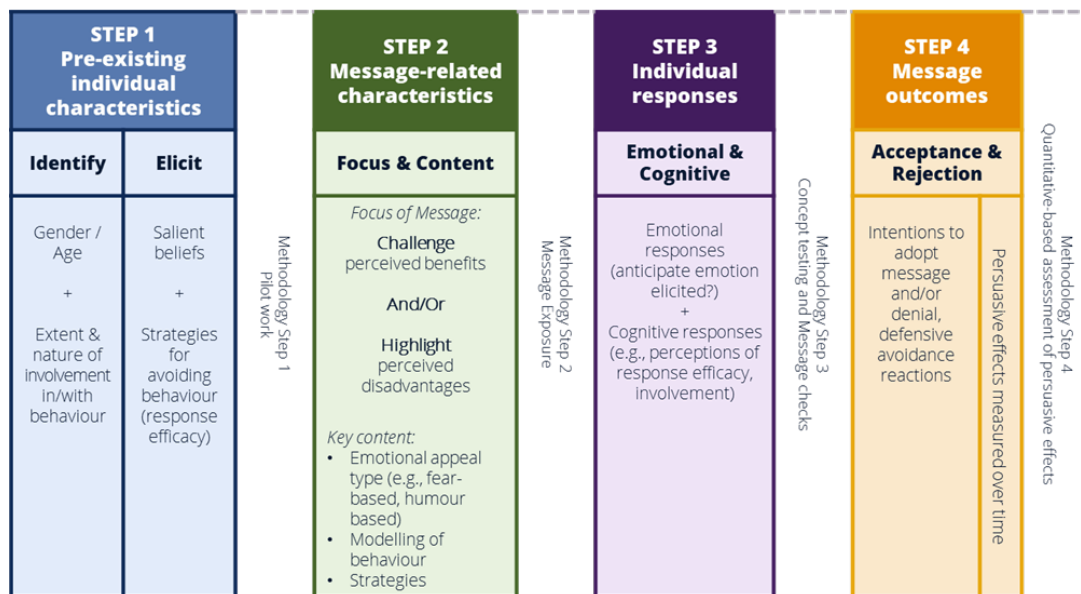 STEP 1
Pre-existing
individual
characteristics
Identify
Elicit
Gender /
Age
+
Extent &
nature of
involvement
in/with
behaviour
Salient
beliefs
+
Strategies
for
avoiding
behaviour
(response
efficacy)
Methodology Step 1
Pilot work
STEP 2
Message-related
characteristics
Focus & Content
Focus of Message:
Challenge
perceived benefits
And/Or
Highlight
perceived
disadvantages
Key content:
• Emotional appeal
type (e.g., fear-
based, humour
based)
• Modelling of
behaviour
• Strategies
Methodology Step 2
Message Exposure
STEP 3
Individual
responses
Emotional &
Cognitive
Emotional
responses
(anticipate emotion
elicited?)
+
Cognitive responses
(e.g., perceptions of
response efficacy,
involvement)
Methodology Step 3
Concept testing and Message checks
STEP 4
Message
outcomes
Acceptance &
Rejection
Intentions to
adopt
message
and/or
denial,
defensive
avoidance
reactions
Persuasive effects measured over time
Methodology Step 4
Quantitative-based assessment of persuasive effects